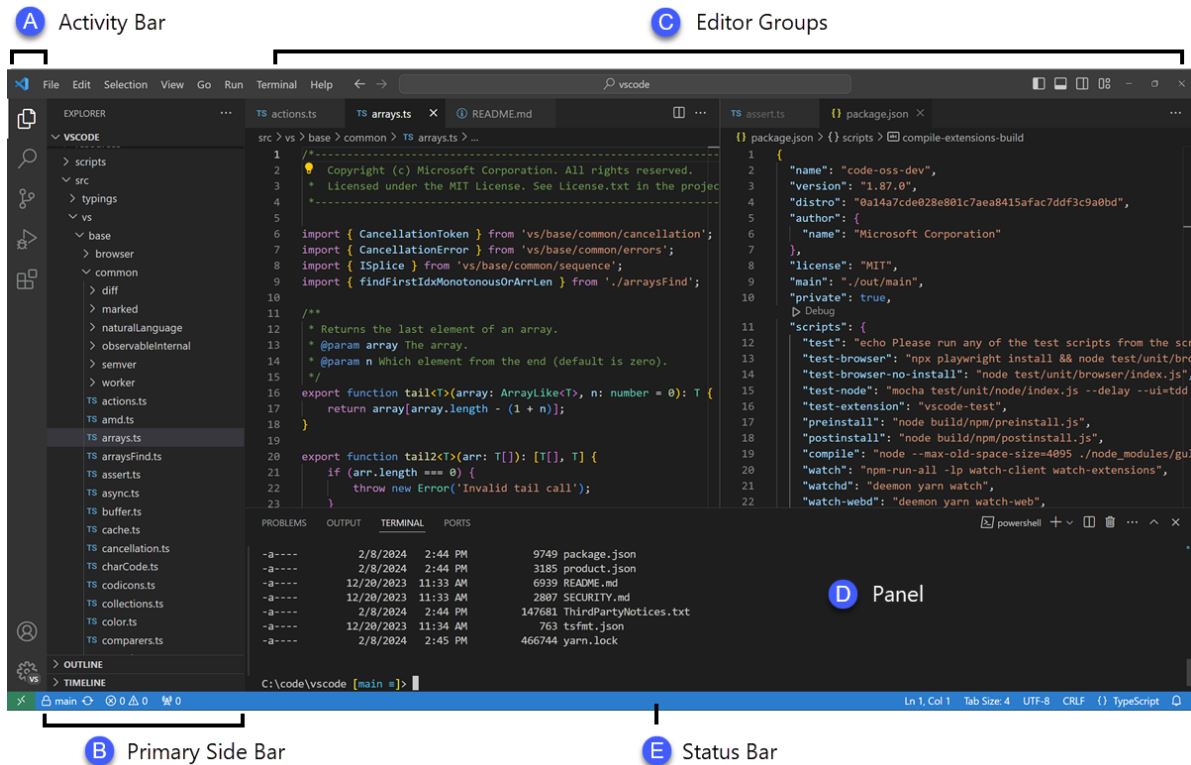 A Activity Bar
C Editor Groups
File Edit Selection View Go Run Terminal Help
vscode
EXPLORER
VSCODE
scripts
src
typings
vs
base
browser
common
diff
marked
naturalLanguage
observableInternal
semver
worker
TS actions.ts
TS amd.ts
TS arrays.ts
TS arraysFind.ts
TS assert.ts
TS async.ts
TS buffer.ts
TS cache.ts
TS cancellation.ts
TS charCode.ts
TS codicons.ts
TS collections.ts
TS color.ts
TS comparers.ts
OUTLINE
TIMELINE
TS actions.ts TS arrays.ts README.md
src > vs > base > common > TS arrays.ts > ...
1 /*---------------------------------------------------------------
2 Copyright (c) Microsoft Corporation. All rights reserved.
3 * Licensed under the MIT License. See License.txt in the projec
4 *---------------------------------------------------------------
5
6 import { CancellationToken } from 'vs/base/common/cancellation';
7 import { CancellationError } from 'vs/base/common/errors';
8 import { ISplice } from 'vs/base/common/sequence';
9 import { findFirstIdxMonotonousOrArrLen } from './arraysFind';
10
11 /**
12 * Returns the last element of an array.
13 * @param array The array.
14 * @param n Which element from the end (default is zero).
15 */
16 export function tail<T>(array: ArrayLike<T>, n: number = 0): T {
17 return array[array.length - (1 + n)];
18 }
19
20 export function tail2<T>(arr: T[]): [T[], T] {
21 if (arr.length === 0) {
22 throw new Error('Invalid tail call');
23 }
TS assert.ts {} package.json
{} package.json > {} scripts > compile-extensions-build
1 {
2 "name": "code-oss-dev",
3 "version": "1.87.0",
4 "distro": "0a14a7cde028e801c7aea8415afac7ddf3c9a0bd",
5 "author": {
6 "name": "Microsoft Corporation"
7 },
8 "license": "MIT",
9 "main": "./out/main",
10 "private": true,
Debug
11 "scripts": {
12 "test": "echo Please run any of the test scripts from the scr
13 "test-browser": "npx playwright install && node test/unit/bro
14 "test-browser-no-install": "node test/unit/browser/index.js",
15 "test-node": "mocha test/unit/node/index.js --delay --ui=tdd
16 "test-extension": "vscode-test",
17 "preinstall": "node build/npm/preinstall.js",
18 "postinstall": "node build/npm/postinstall.js",
19 "compile": "node --max-old-space-size=4095 ./node_modules/gul
20 "watch": "npm-run-all -lp watch-client watch-extensions",
21 "watchd": "deemon yarn watch",
22 "watch-webd": "deemon yarn watch-web",
PROBLEMS OUTPUT TERMINAL PORTS powershell
-a---- 2/8/2024 2:44 PM 9749 package.json
-a---- 2/8/2024 2:44 PM 3185 product.json
-a---- 12/20/2023 11:33 AM 6939 README.md
-a---- 12/20/2023 11:33 AM 2807 SECURITY.md
-a---- 2/8/2024 2:44 PM 147681 ThirdPartyNotices.txt
-a---- 12/20/2023 11:34 AM 763 tsfmt.json
-a---- 2/8/2024 2:45 PM 466744 yarn.lock
C:\code\vscode [main ≡]>
D Panel
VS
main 0 0 0 Ln 1, Col 1 Tab Size: 4 UTF-8 CRLF {} TypeScript
B Primary Side Bar
E Status Bar